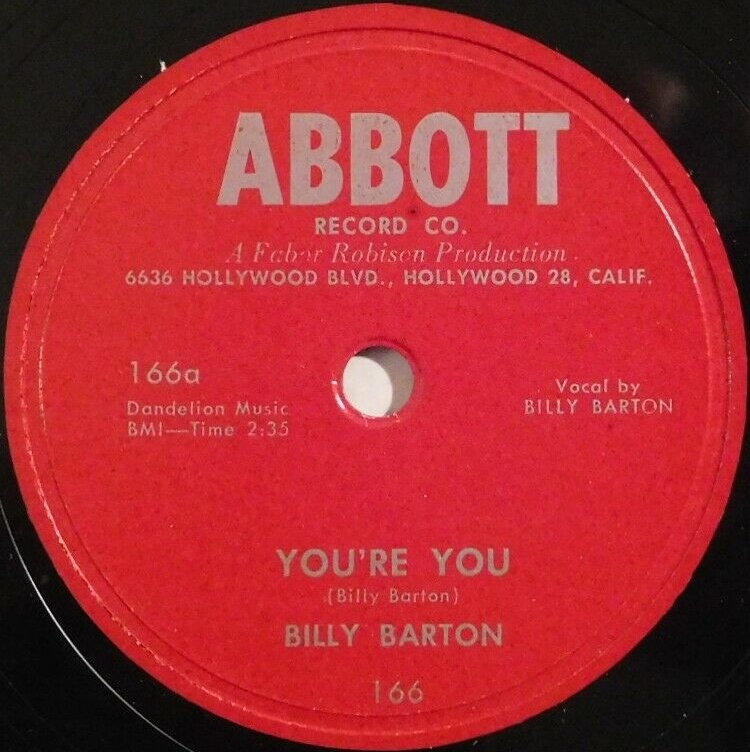 ABBOTT
RECORD CO.
A Fabor Robison Production
6636 HOLLYWOOD BLVD., HOLLYWOOD 28, CALIF.
166a
Dandelion Music
BMI—Time 2:35
Vocal by
BILLY BARTON
YOU'RE YOU
(Billy Barton)
BILLY BARTON
166